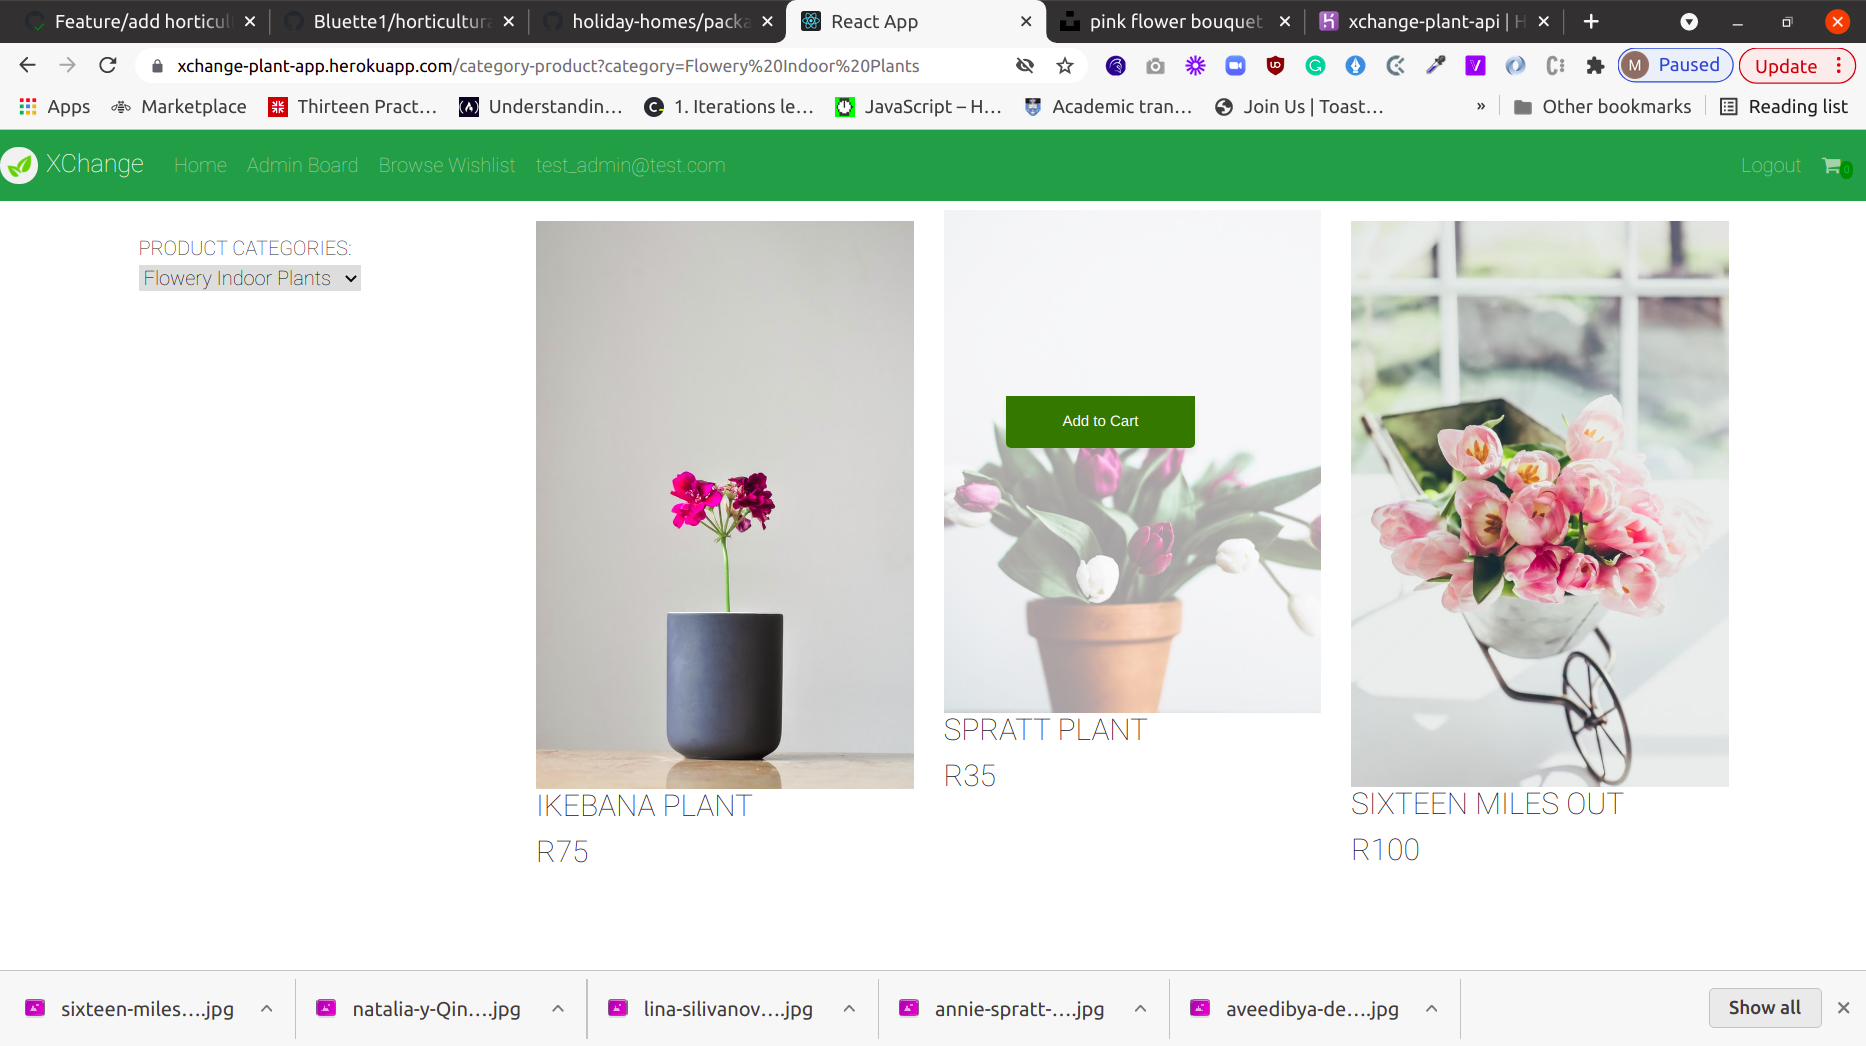 Feature/add horticul
Bluette1/horticultura
holiday-homes/packa
React App
pink flower bouquet
xchange-plant-api | H
xchange-plant-app.herokuapp.com/category-product?category=Flowery%20Indoor%20Plants
M Paused
Update
Apps
Marketplace
Thirteen Pract...
Understandin...
1. Iterations le...
JavaScript – H...
Academic tran...
Join Us | Toast...
»
Other bookmarks
Reading list
XChange
Home
Admin Board
Browse Wishlist
test_admin@test.com
Logout
0
PRODUCT CATEGORIES:
Flowery Indoor Plants
Add to Cart
IKEBANA PLANT
R75
SPRATT PLANT
R35
SIXTEEN MILES OUT
R100
sixteen-miles....jpg
natalia-y-Qin....jpg
lina-silivanov....jpg
annie-spratt-....jpg
aveedibya-de....jpg
Show all